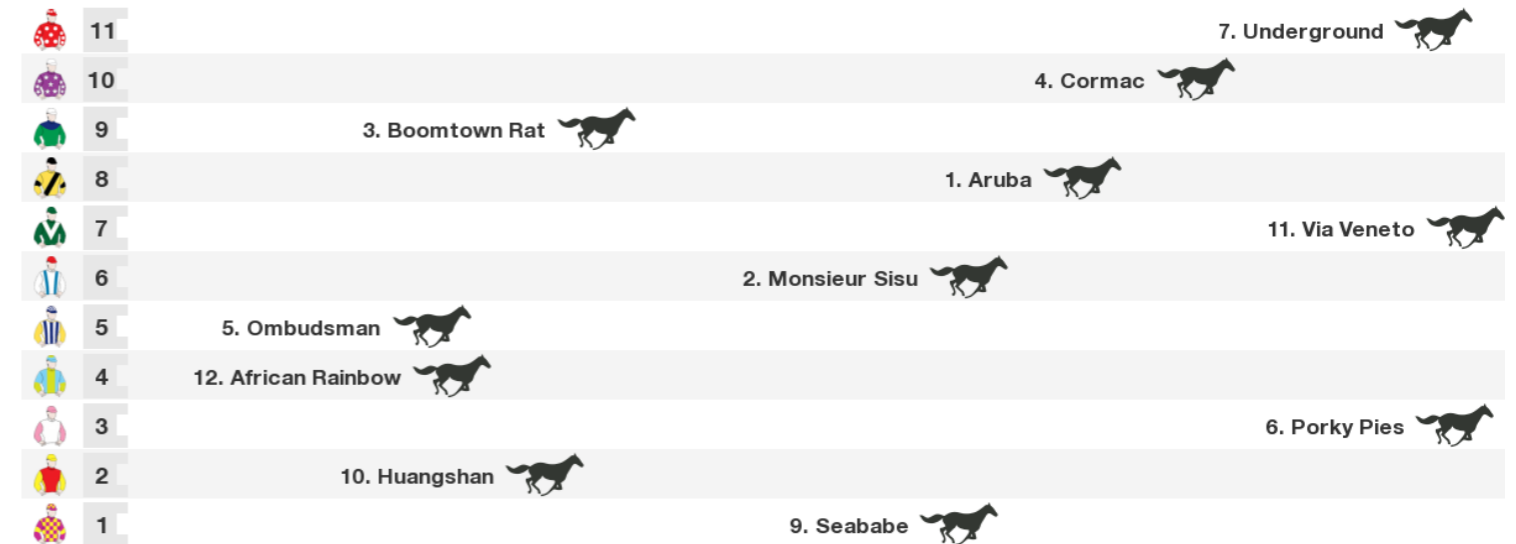 11 7. Underground
10 4. Cormac
9 3. Boomtown Rat
8 1. Aruba
7 11. Via Veneto
6 2. Monsieur Sisu
5 5. Ombudsman
4 12. African Rainbow
3 6. Porky Pies
2 10. Huangshan
1 9. Seababe